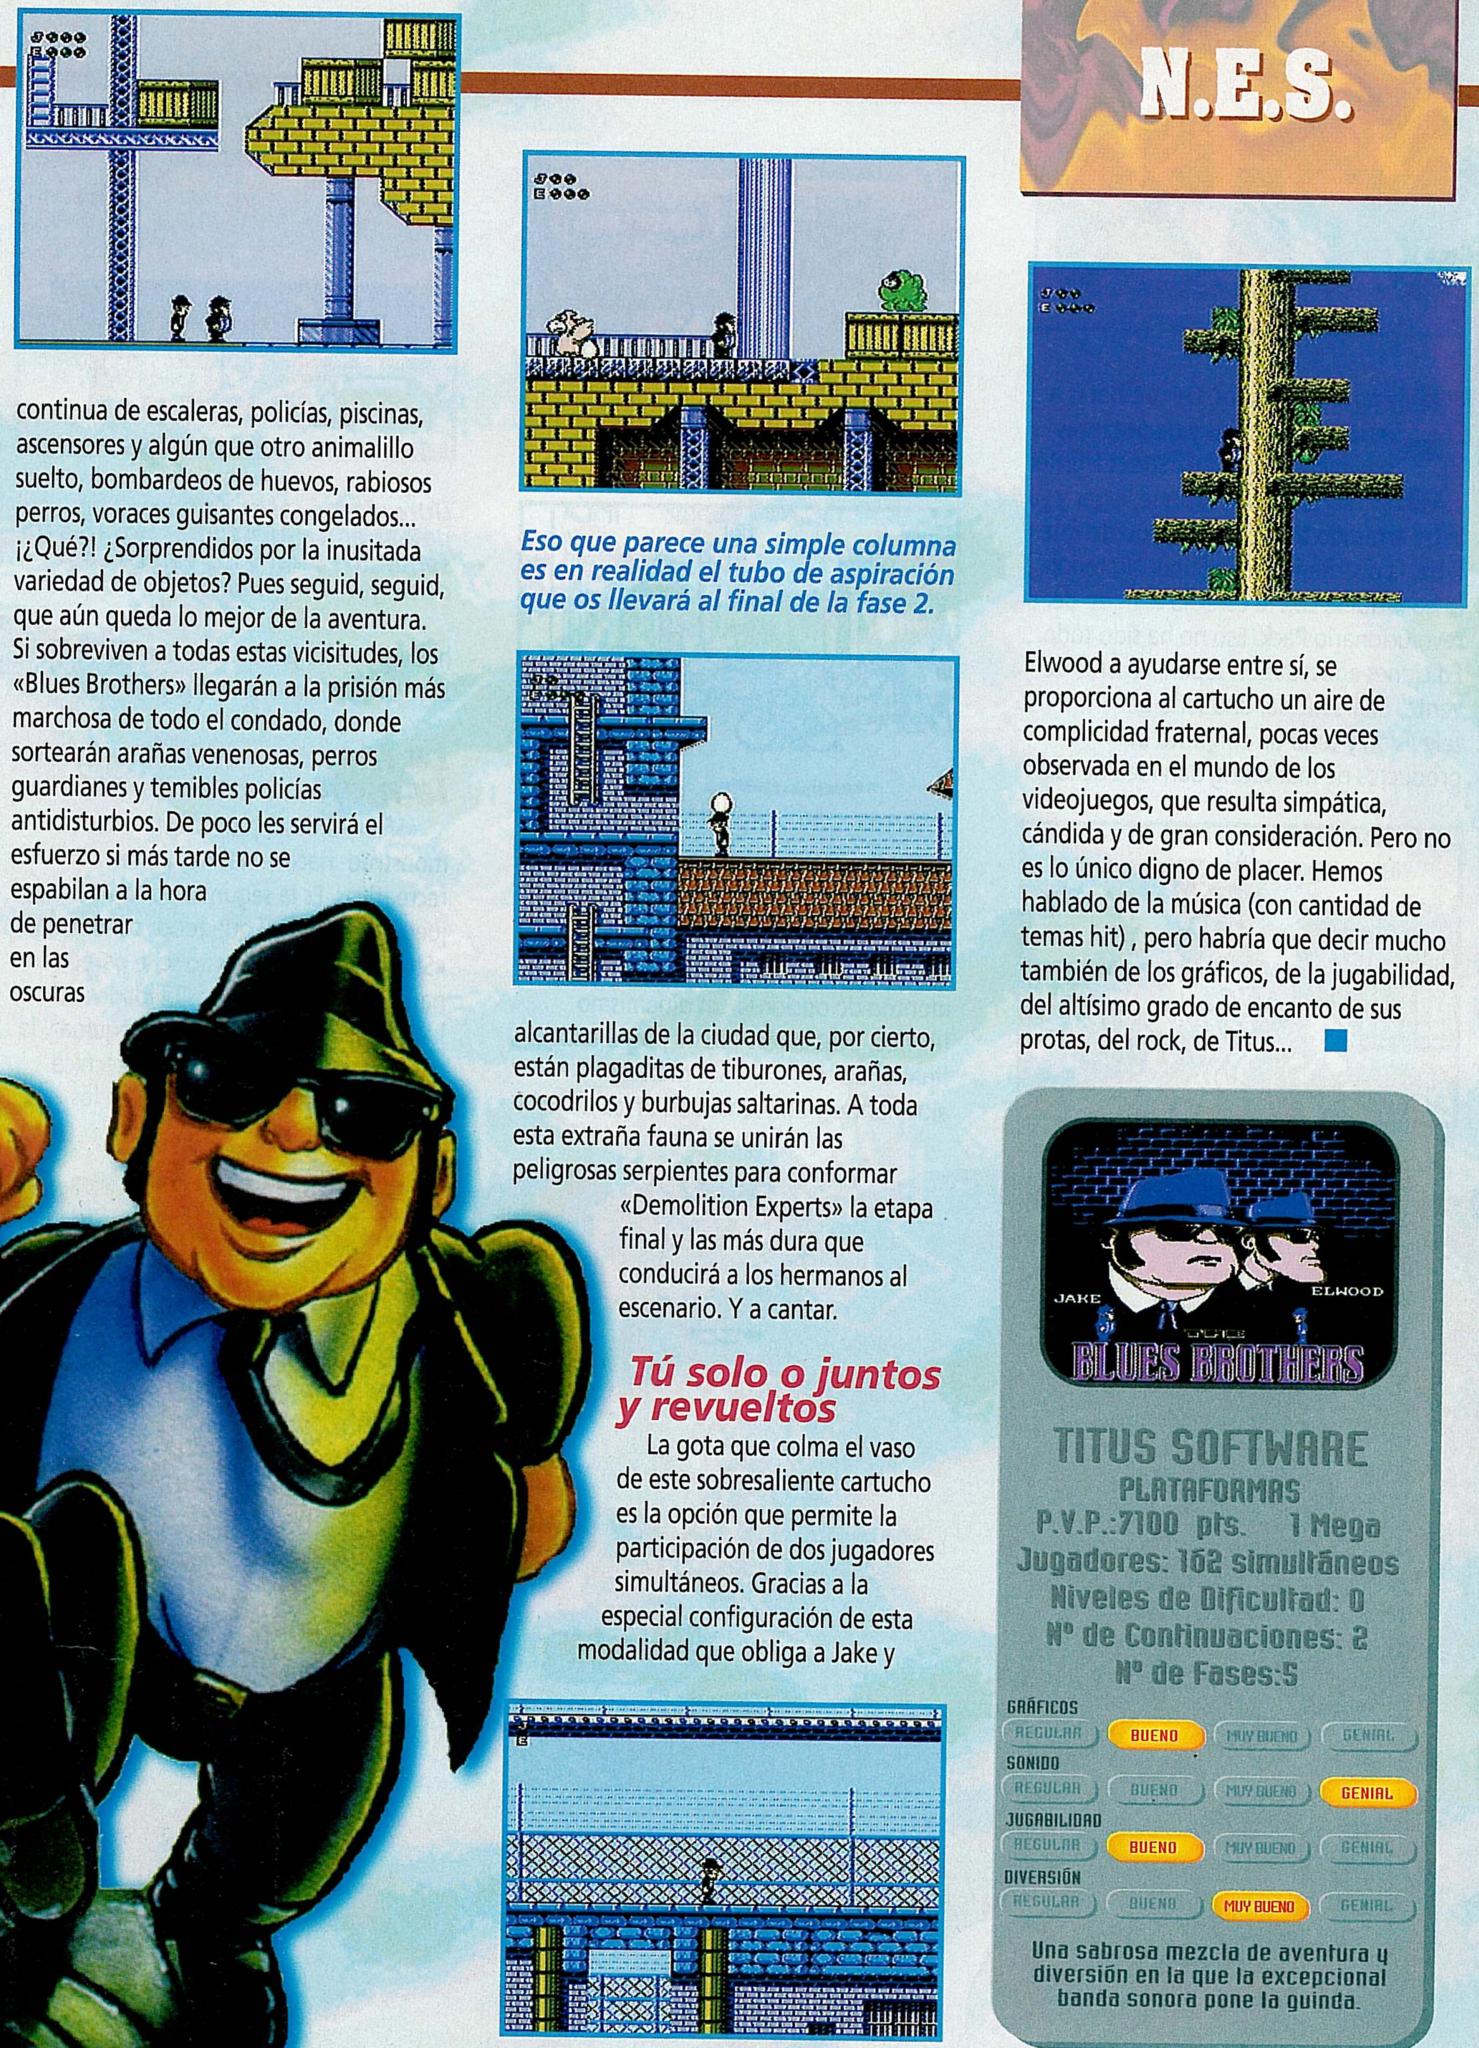 N.E.S.
continua de escaleras, policías, piscinas,
ascensores y algún que otro animalillo
suelto, bombardeos de huevos, rabiosos
perros, voraces guisantes congelados...
¡¿Qué?! ¿Sorprendidos por la inusitada
variedad de objetos? Pues seguid, seguid,
que aún queda lo mejor de la aventura.
Si sobreviven a todas estas vicisitudes, los
«Blues Brothers» llegarán a la prisión más
marchosa de todo el condado, donde
sortearán arañas venenosas, perros
guardianes y temibles policías
antidisturbios. De poco les servirá el
esfuerzo si más tarde no se
espabilan a la hora
de penetrar
en las
oscuras
J
E
J
E
Eso que parece una simple columna
es en realidad el tubo de aspiración
que os llevará al final de la fase 2.
J
E
alcantarillas de la ciudad que, por cierto,
están plagaditas de tiburones, arañas,
cocodrilos y burbujas saltarinas. A toda
esta extraña fauna se unirán las
peligrosas serpientes para conformar
«Demolition Experts» la etapa
final y las más dura que
conducirá a los hermanos al
escenario. Y a cantar.
Tú solo o juntos
y revueltos
La gota que colma el vaso
de este sobresaliente cartucho
es la opción que permite la
participación de dos jugadores
simultáneos. Gracias a la
especial configuración de esta
modalidad que obliga a Jake y
J
E
J
E
Elwood a ayudarse entre sí, se
proporciona al cartucho un aire de
complicidad fraternal, pocas veces
observada en el mundo de los
videojuegos, que resulta simpática,
cándida y de gran consideración. Pero no
es lo único digno de placer. Hemos
hablado de la música (con cantidad de
temas hit) , pero habría que decir mucho
también de los gráficos, de la jugabilidad,
del altísimo grado de encanto de sus
protas, del rock, de Titus...
JAKE
ELWOOD
THE
BLUES BROTHERS
TITUS SOFTWARE
PLATAFORMAS
P.V.P.:7100 pts. 1 Mega
Jugadores: 1ó2 simultáneos
Niveles de Dificultad: 0
Nº de Continuaciones: 2
Nº de Fases:5
GRÁFICOS
REGULAR BUENO MUY BUENO GENIAL
SONIDO
REGULAR BUENO MUY BUENO GENIAL
JUGABILIDAD
REGULAR BUENO MUY BUENO GENIAL
DIVERSIÓN
REGULAR BUENO MUY BUENO GENIAL
Una sabrosa mezcla de aventura y
diversión en la que la excepcional
banda sonora pone la guinda.